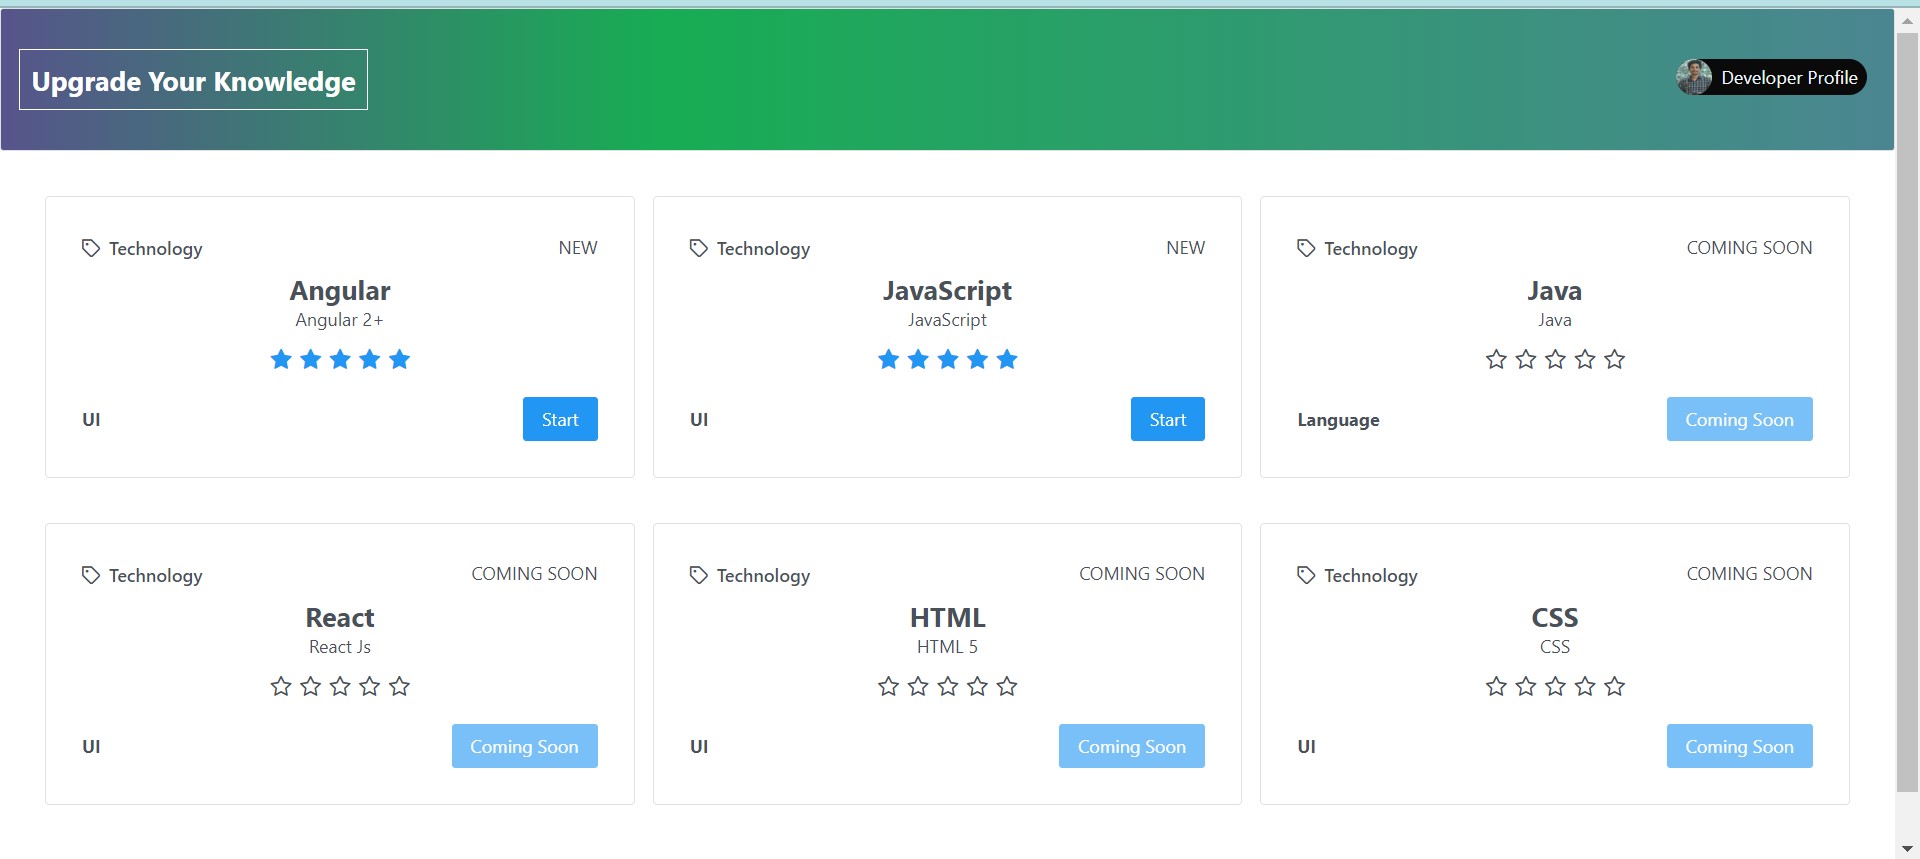 Upgrade Your Knowledge
Developer Profile
Technology
NEW
Angular
Angular 2+
UI
Start
Technology
NEW
JavaScript
JavaScript
UI
Start
Technology
COMING SOON
Java
Java
Language
Coming Soon
Technology
COMING SOON
React
React Js
UI
Coming Soon
Technology
COMING SOON
HTML
HTML 5
UI
Coming Soon
Technology
COMING SOON
CSS
CSS
UI
Coming Soon